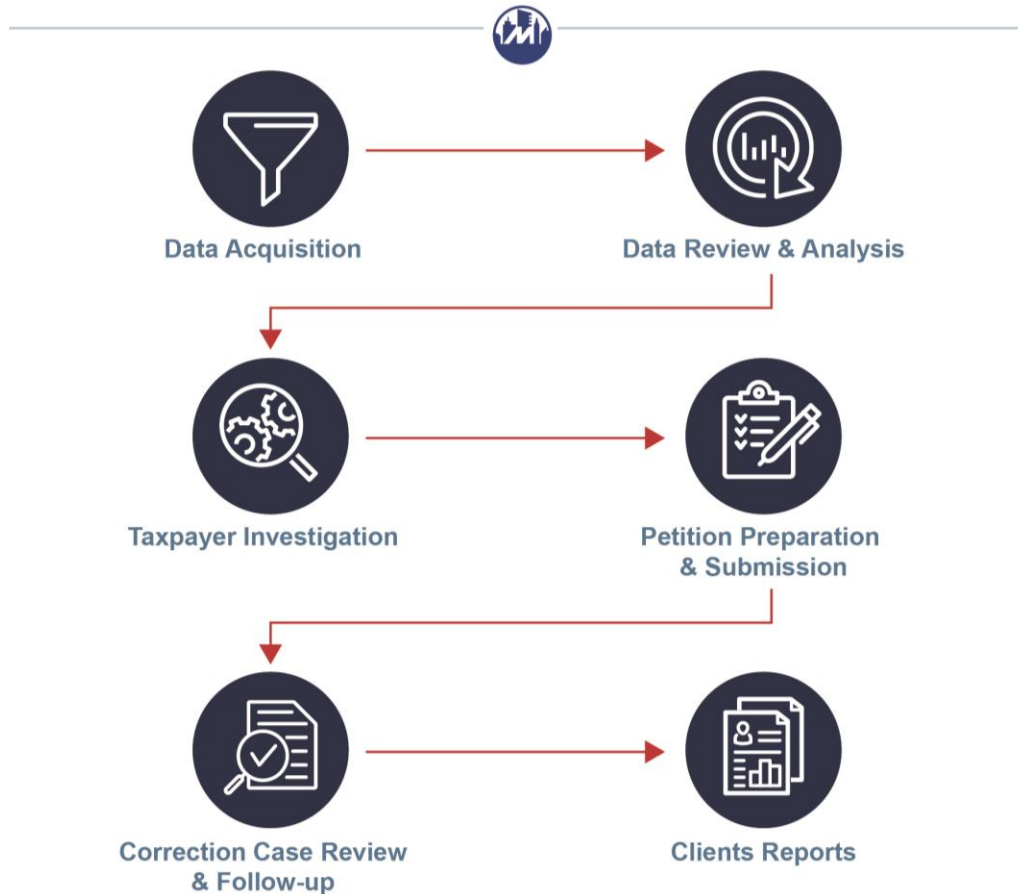 M
Data Acquisition
Data Review & Analysis
Taxpayer Investigation
Petition Preparation
& Submission
Correction Case Review
& Follow-up
Clients Reports